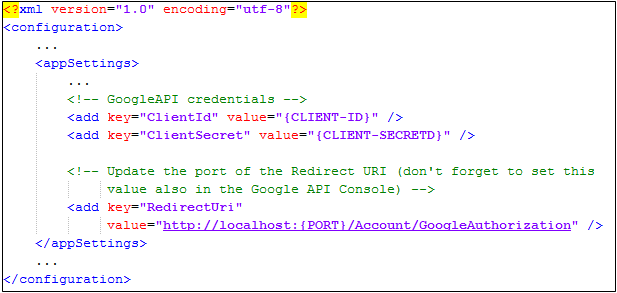 <?xml version="1.0" encoding="utf-8"?>
<configuration>
...
<appSettings>
...
<!-- GoogleAPI credentials -->
<add key="ClientId" value="{CLIENT-ID}" />
<add key="ClientSecret" value="{CLIENT-SECRETD}" />
<!-- Update the port of the Redirect URI (don't forget to set this
value also in the Google API Console) -->
<add key="RedirectUri"
value="http://localhost:{PORT}/Account/GoogleAuthorization" />
</appSettings>
...
</configuration>